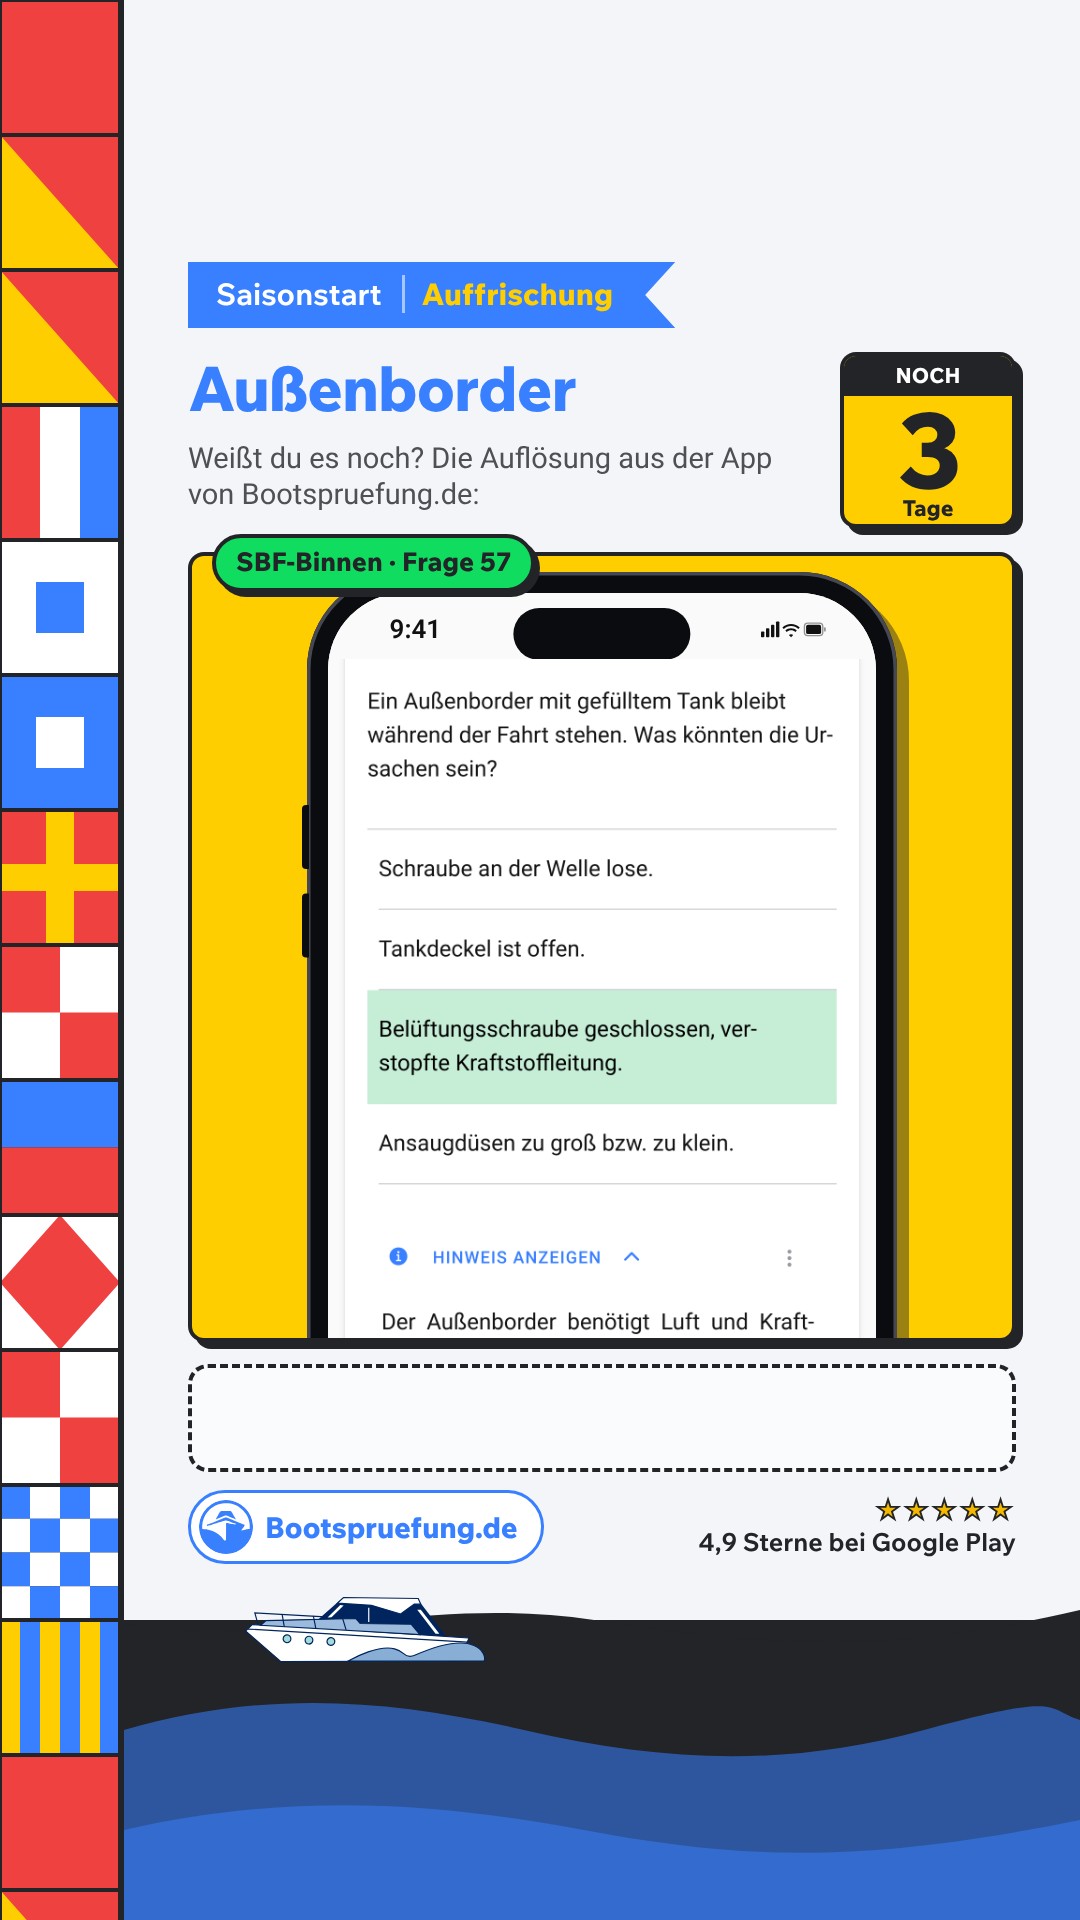 Saisonstart | Auffrischung
Außenborder
Weißt du es noch? Die Auflösung aus der App
von Bootspruefung.de:
NOCH
3
Tage
SBF-Binnen · Frage 57
9:41
Ein Außenborder mit gefülltem Tank bleibt
während der Fahrt stehen. Was könnten die Ur-
sachen sein?
Schraube an der Welle lose.
Tankdeckel ist offen.
Belüftungsschraube geschlossen, ver-
stopfte Kraftstoffleitung.
Ansaugdüsen zu groß bzw. zu klein.
HINWEIS ANZEIGEN
Der Außenborder benötigt Luft und Kraft-
Bootspruefung.de
4,9 Sterne bei Google Play